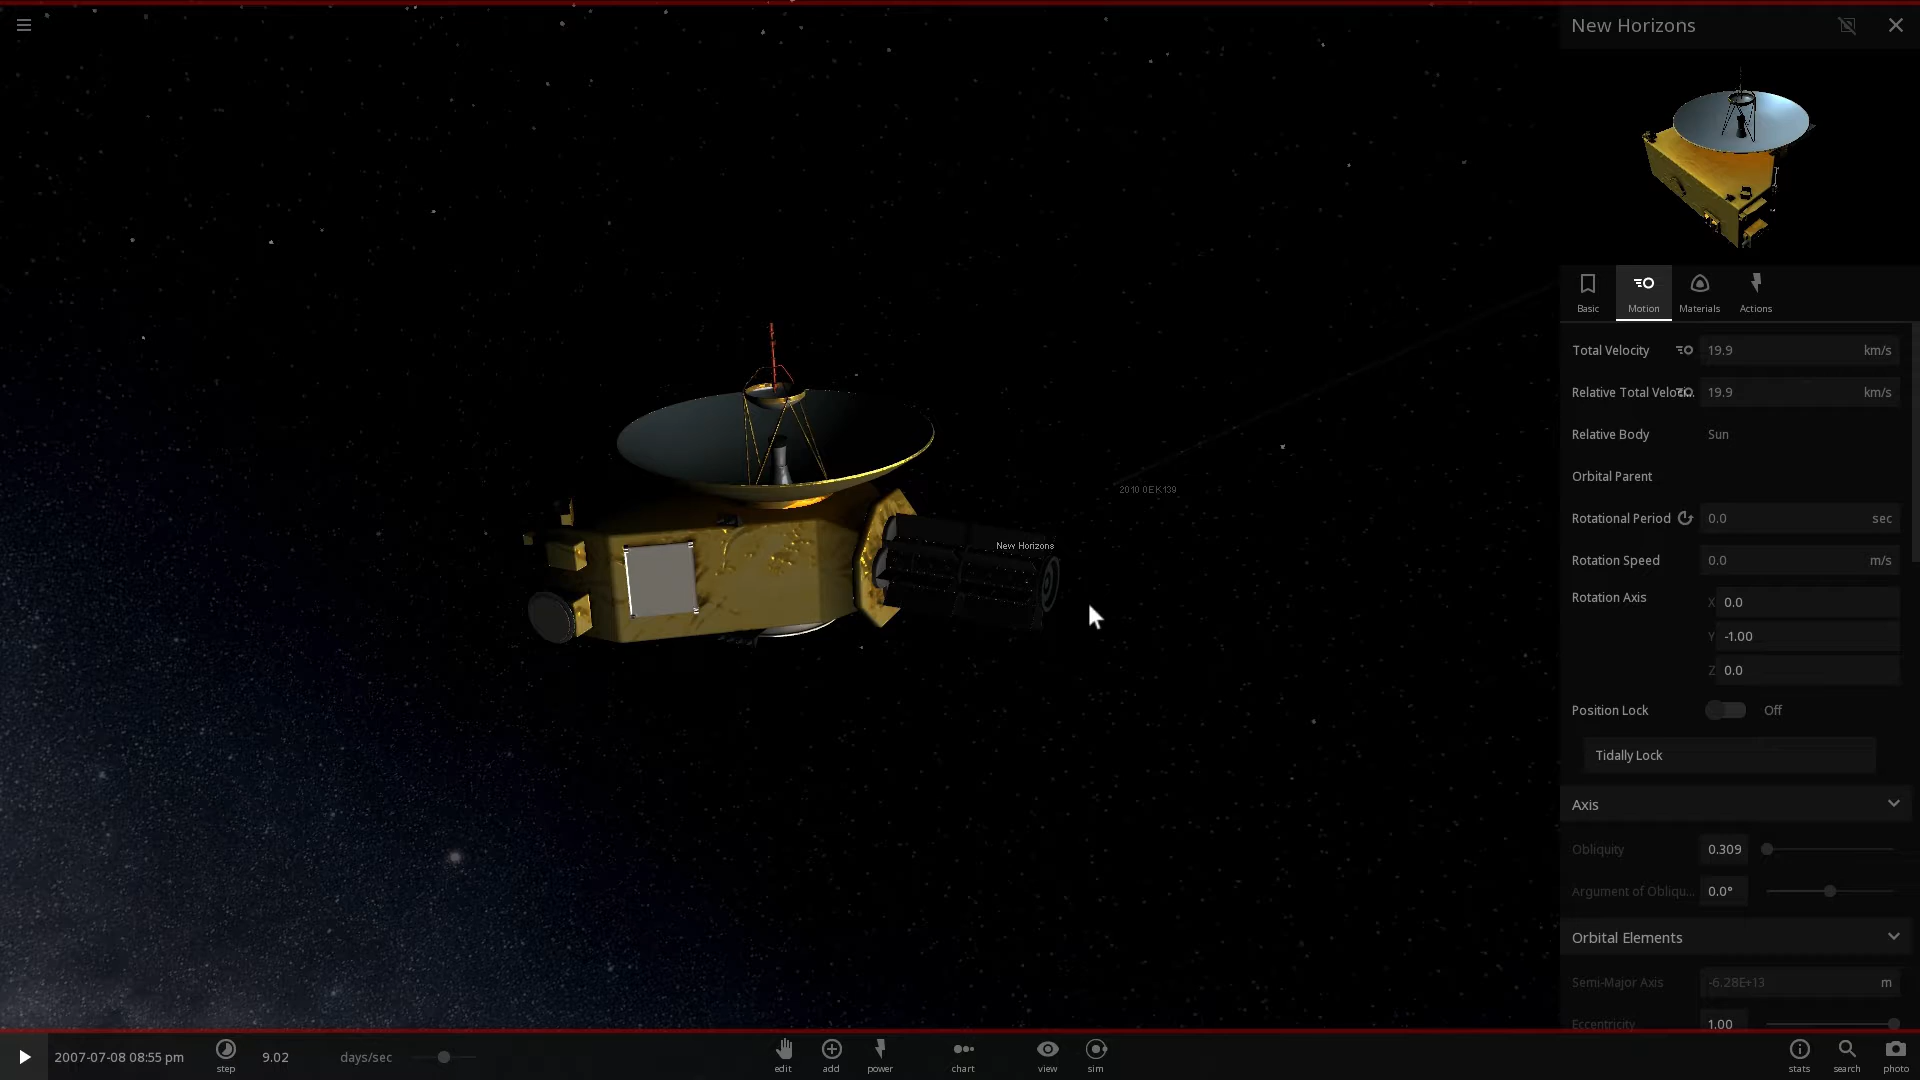 New Horizons
Basic
Motion
Materials
Actions
Total Velocity 19.9 km/s
Relative Total Veloci... 19.9 km/s
Relative Body Sun
Orbital Parent
Rotational Period 0.0 sec
Rotation Speed 0.0 m/s
Rotation Axis X 0.0
Y -1.00
Z 0.0
Position Lock Off
Tidally Lock
Axis
Obliquity 0.309
Argument of Obliqu... 0.0°
Orbital Elements
Semi-Major Axis -6.28E+13 m
Eccentricity 1.00
2010 OEK139
New Horizons
2007-07-08 08:55 pm
step
9.02 days/sec
edit
add
power
chart
view
sim
stats
search
photo